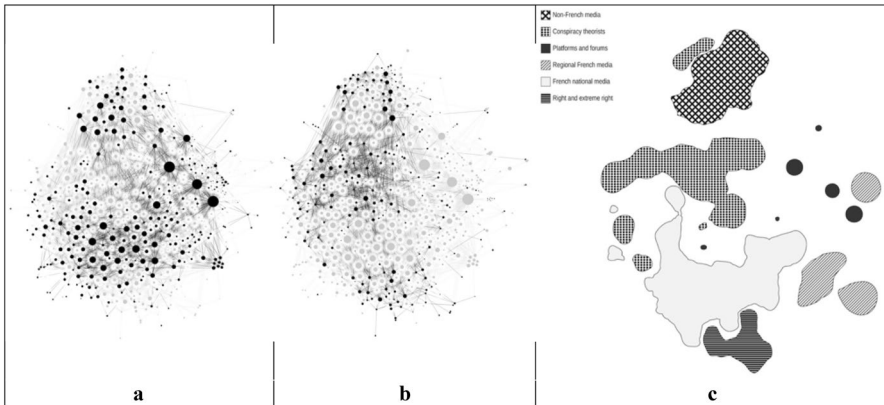 Non-French media
Conspiracy theorists
Platforms and forums
Regional French media
French national media
Right and extreme right
a
b
c